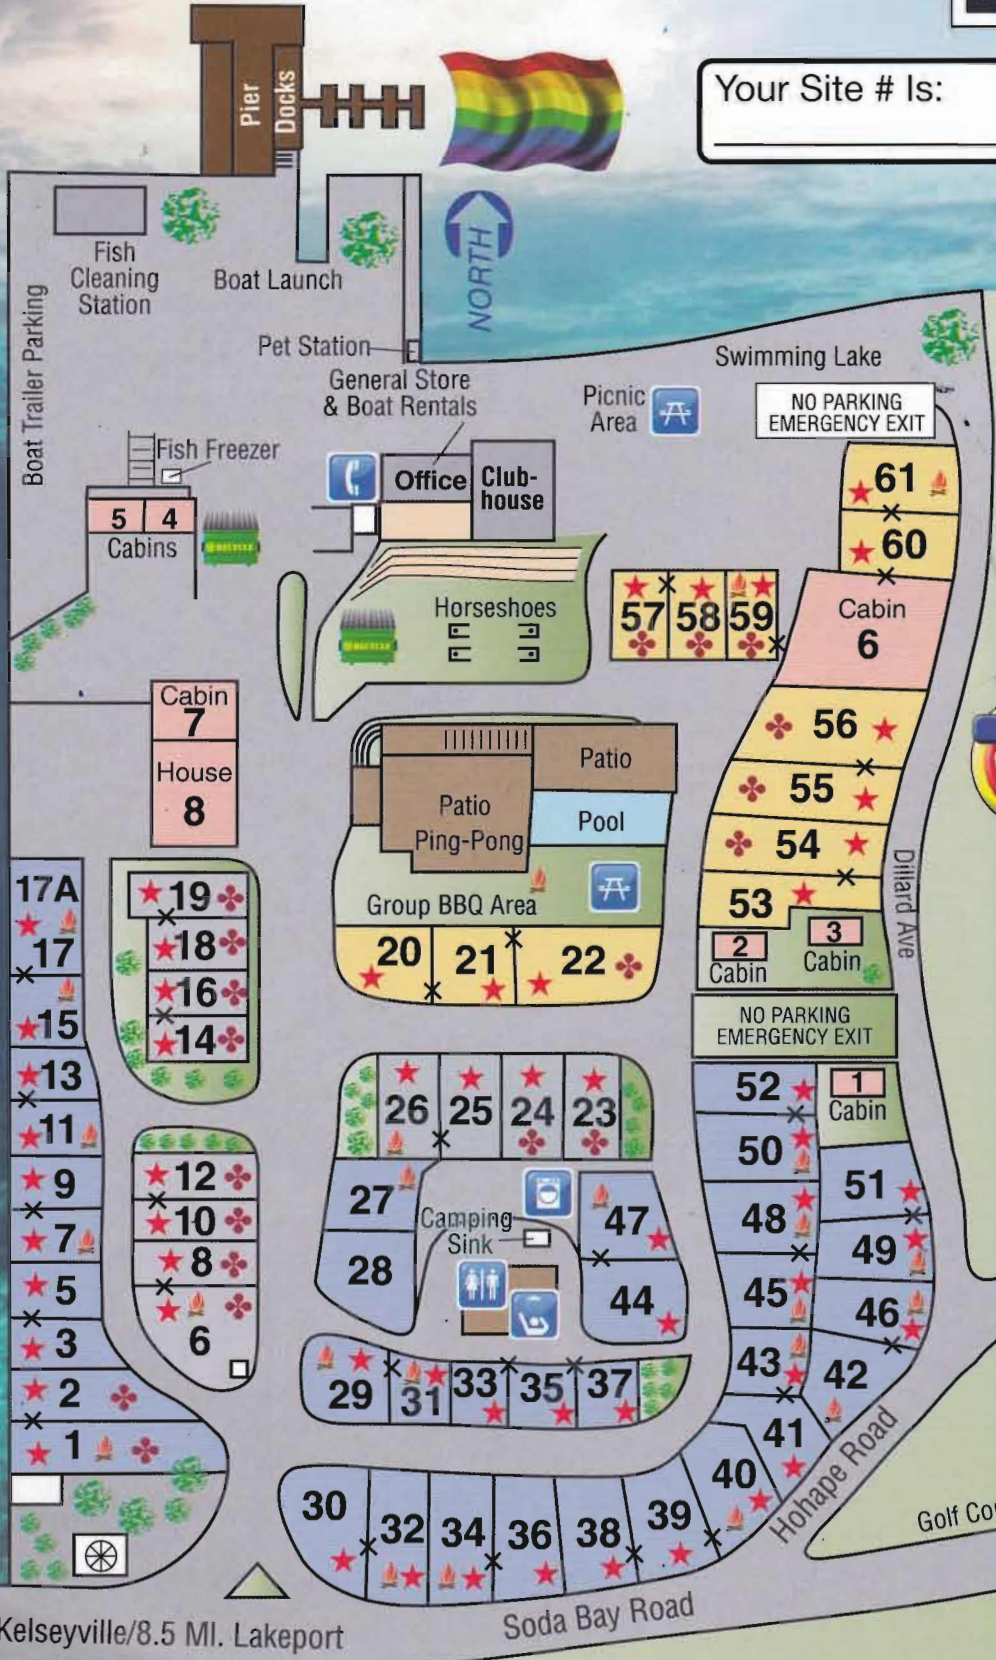 Pier
Docks
Your Site # Is:
NORTH
Fish
Cleaning
Station
Boat Launch
Boat Trailer Parking
Pet Station
General Store
& Boat Rentals
Swimming Lake
Picnic
Area
NO PARKING
EMERGENCY EXIT
Fish Freezer
Office
Club-
house
61
5
4
Cabins
RECYCLE
60
57
58
59
Cabin
6
Horseshoes
RECYCLE
Cabin
7
House
8
56
Patio
55
Patio
Ping-Pong
Pool
54
Dillard Ave
17A
19
Group BBQ Area
53
17
18
20
21
22
2
Cabin
3
Cabin
16
15
14
NO PARKING
EMERGENCY EXIT
13
26
25
24
23
52
1
Cabin
11
50
9
12
27
51
7
10
Camping
Sink
47
48
49
5
8
28
44
45
46
3
6
29
31
33
35
37
43
42
2
1
41
40
Hohape Road
30
32
34
36
38
39
Golf Co
Kelseyville/8.5 MI. Lakeport
Soda Bay Road